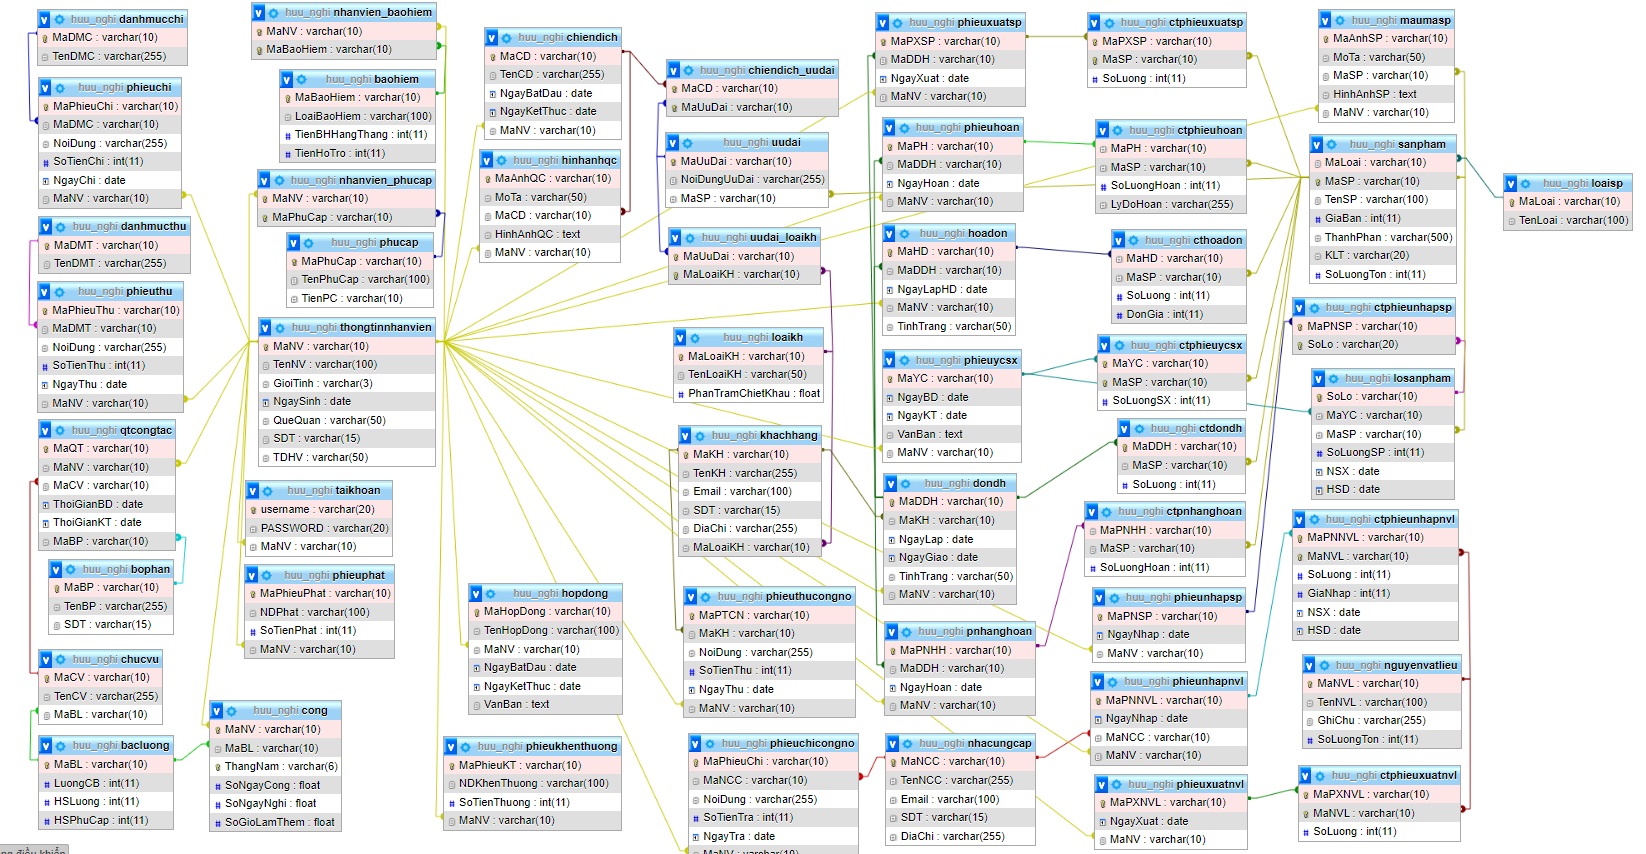 huu_nghi danhmucchi
MaDMC : varchar(10)
TenDMC : varchar(255)
huu_nghi phieuchi
MaPhieuChi : varchar(10)
MaDMC : varchar(10)
NoiDung : varchar(255)
SoTienChi : int(11)
NgayChi : date
MaNV : varchar(10)
huu_nghi danhmucthu
MaDMT : varchar(10)
TenDMT : varchar(255)
huu_nghi phieuthu
MaPhieuThu : varchar(10)
MaDMT : varchar(10)
NoiDung : varchar(255)
SoTienThu : int(11)
NgayThu : date
MaNV : varchar(10)
huu_nghi qtcongtac
MaQT : varchar(10)
MaNV : varchar(10)
MaCV : varchar(10)
ThoiGianBD : date
ThoiGianKT : date
MaBP : varchar(10)
huu_nghi bophan
MaBP : varchar(10)
TenBP : varchar(255)
SDT : varchar(15)
huu_nghi chucvu
MaCV : varchar(10)
TenCV : varchar(255)
MaBL : varchar(10)
huu_nghi bacluong
MaBL : varchar(10)
LuongCB : int(11)
HSLuong : int(11)
HSPhuCap : int(11)
huu_nghi nhanvien_baohiem
MaNV : varchar(10)
MaBaoHiem : varchar(10)
huu_nghi baohiem
MaBaoHiem : varchar(10)
LoaiBaoHiem : varchar(100)
TienBHHangThang : int(11)
TienHoTro : int(11)
huu_nghi nhanvien_phucap
MaNV : varchar(10)
MaPhuCap : varchar(10)
huu_nghi phucap
MaPhuCap : varchar(10)
TenPhuCap : varchar(100)
TienPC : varchar(10)
huu_nghi thongtinnhanvien
MaNV : varchar(10)
TenNV : varchar(100)
GioiTinh : varchar(3)
NgaySinh : date
QueQuan : varchar(50)
SDT : varchar(15)
TDHV : varchar(50)
huu_nghi taikhoan
username : varchar(20)
PASSWORD : varchar(20)
MaNV : varchar(10)
huu_nghi phieuphat
MaPhieuPhat : varchar(10)
NDPhat : varchar(100)
SoTienPhat : int(11)
MaNV : varchar(10)
huu_nghi cong
MaNV : varchar(10)
MaBL : varchar(10)
ThangNam : varchar(6)
SoNgayCong : float
SoNgayNghi : float
SoGioLamThem : float
huu_nghi chiendich
MaCD : varchar(10)
TenCD : varchar(255)
NgayBatDau : date
NgayKetThuc : date
MaNV : varchar(10)
huu_nghi hinhanhqc
MaAnhQC : varchar(10)
MoTa : varchar(50)
MaCD : varchar(10)
HinhAnhQC : text
MaNV : varchar(10)
huu_nghi hopdong
MaHopDong : varchar(10)
TenHopDong : varchar(100)
MaNV : varchar(10)
NgayBatDau : date
NgayKetThuc : date
VanBan : text
huu_nghi phieukhenthuong
MaPhieuKT : varchar(10)
NDKhenThuong : varchar(100)
SoTienThuong : int(11)
MaNV : varchar(10)
huu_nghi chiendich_uudai
MaCD : varchar(10)
MaUuDai : varchar(10)
huu_nghi uudai
MaUuDai : varchar(10)
NoiDungUuDai : varchar(255)
MaSP : varchar(10)
huu_nghi uudai_loaikh
MaUuDai : varchar(10)
MaLoaiKH : varchar(10)
huu_nghi loaikh
MaLoaiKH : varchar(10)
TenLoaiKH : varchar(50)
PhanTramChietKhau : float
huu_nghi khachhang
MaKH : varchar(10)
TenKH : varchar(255)
Email : varchar(100)
SDT : varchar(15)
DiaChi : varchar(255)
MaLoaiKH : varchar(10)
huu_nghi phieuthucongno
MaPTCN : varchar(10)
MaKH : varchar(10)
NoiDung : varchar(255)
SoTienThu : int(11)
NgayThu : date
MaNV : varchar(10)
huu_nghi phieuchicongno
MaPhieuChi : varchar(10)
MaNCC : varchar(10)
NoiDung : varchar(255)
SoTienTra : int(11)
NgayTra : date
MaNV : varchar(10)
huu_nghi phieuxuatsp
MaPXSP : varchar(10)
MaDDH : varchar(10)
NgayXuat : date
MaNV : varchar(10)
huu_nghi phieuhoan
MaPH : varchar(10)
MaDDH : varchar(10)
NgayHoan : date
MaNV : varchar(10)
huu_nghi hoadon
MaHD : varchar(10)
MaDDH : varchar(10)
NgayLapHD : date
MaNV : varchar(10)
TinhTrang : varchar(50)
huu_nghi phieuycsx
MaYC : varchar(10)
NgayBD : date
NgayKT : date
VanBan : text
MaNV : varchar(10)
huu_nghi dondh
MaDDH : varchar(10)
MaKH : varchar(10)
NgayLap : date
NgayGiao : date
TinhTrang : varchar(50)
MaNV : varchar(10)
huu_nghi pnhanghoan
MaPNHH : varchar(10)
MaDDH : varchar(10)
NgayHoan : date
MaNV : varchar(10)
huu_nghi nhacungcap
MaNCC : varchar(10)
TenNCC : varchar(255)
Email : varchar(100)
SDT : varchar(15)
DiaChi : varchar(255)
huu_nghi ctphieuxuatsp
MaPXSP : varchar(10)
MaSP : varchar(10)
SoLuong : int(11)
huu_nghi ctphieuhoan
MaPH : varchar(10)
MaSP : varchar(10)
SoLuongHoan : int(11)
LyDoHoan : varchar(255)
huu_nghi cthoadon
MaHD : varchar(10)
MaSP : varchar(10)
SoLuong : int(11)
DonGia : int(11)
huu_nghi ctphieuycsx
MaYC : varchar(10)
MaSP : varchar(10)
SoLuongSX : int(11)
huu_nghi ctdondh
MaDDH : varchar(10)
MaSP : varchar(10)
SoLuong : int(11)
huu_nghi ctpnhanghoan
MaPNHH : varchar(10)
MaSP : varchar(10)
SoLuongHoan : int(11)
huu_nghi phieunhapsp
MaPNSP : varchar(10)
NgayNhap : date
MaNV : varchar(10)
huu_nghi phieunhapnvl
MaPNNVL : varchar(10)
NgayNhap : date
MaNCC : varchar(10)
MaNV : varchar(10)
huu_nghi phieuxuatnvl
MaPXNVL : varchar(10)
NgayXuat : date
MaNV : varchar(10)
huu_nghi maumasp
MaAnhSP : varchar(10)
MoTa : varchar(50)
MaSP : varchar(10)
HinhAnhSP : text
MaNV : varchar(10)
huu_nghi sanpham
MaLoai : varchar(10)
MaSP : varchar(10)
TenSP : varchar(100)
GiaBan : int(11)
ThanhPhan : varchar(500)
KLT : varchar(20)
SoLuongTon : int(11)
huu_nghi ctphieunhapsp
MaPNSP : varchar(10)
SoLo : varchar(20)
huu_nghi losanpham
SoLo : varchar(10)
MaYC : varchar(10)
MaSP : varchar(10)
SoLuongSP : int(11)
NSX : date
HSD : date
huu_nghi ctphieunhapnvl
MaPNNVL : varchar(10)
MaNVL : varchar(10)
SoLuong : int(11)
GiaNhap : int(11)
NSX : date
HSD : date
huu_nghi nguyenvatlieu
MaNVL : varchar(10)
TenNVL : varchar(100)
GhiChu : varchar(255)
SoLuongTon : int(11)
huu_nghi ctphieuxuatnvl
MaPXNVL : varchar(10)
MaNVL : varchar(10)
SoLuong : int(11)
huu_nghi loaisp
MaLoai : varchar(10)
TenLoai : varchar(100)